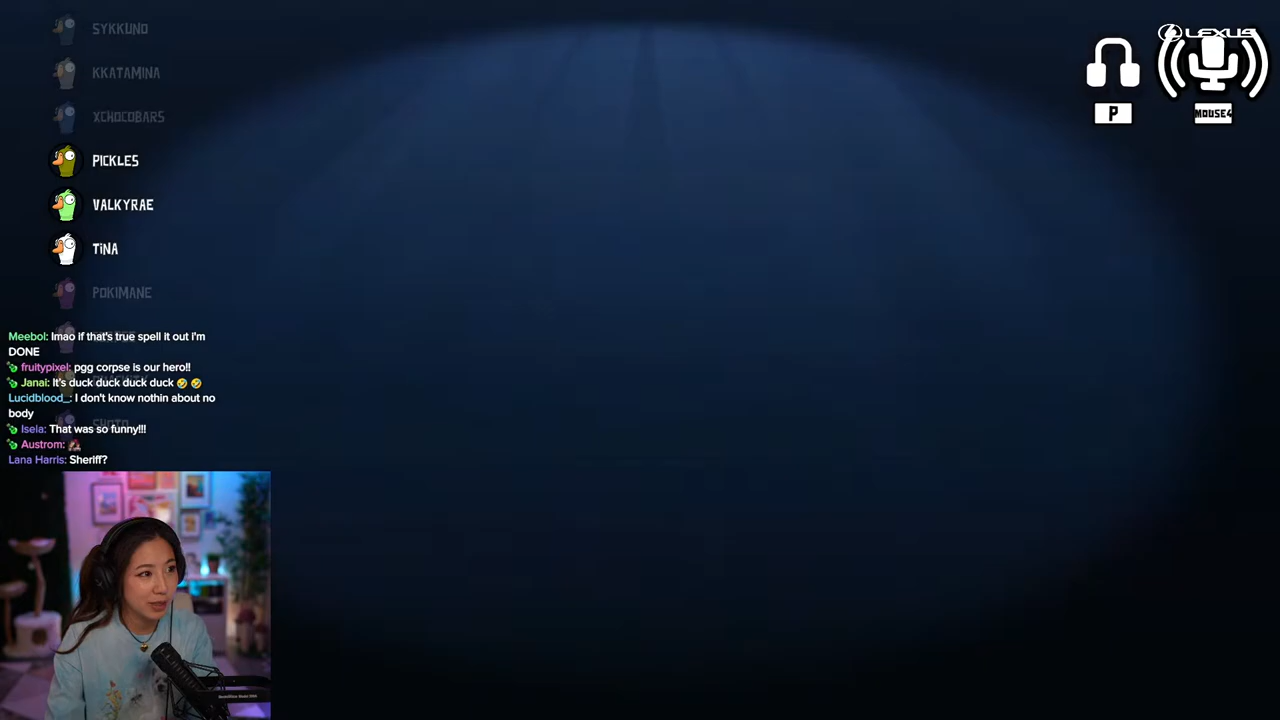 SYKKUNO
KKATAMINA
XCHOCOBARS
PICKLES
VALKYRAE
TiNA
POKIMANE
LEXUS
P
MOUSE4
Meebol: lmao if that's true spell it out i'm
DONE
fruitypixel: pgg corpse is our hero!!
Janai: It's duck duck duck duck 🤣 🤣
Lucidblood_: I don't know nothin about no
body
Isela: That was so funny!!!
Austrom:
Lana Harris: Sheriff?